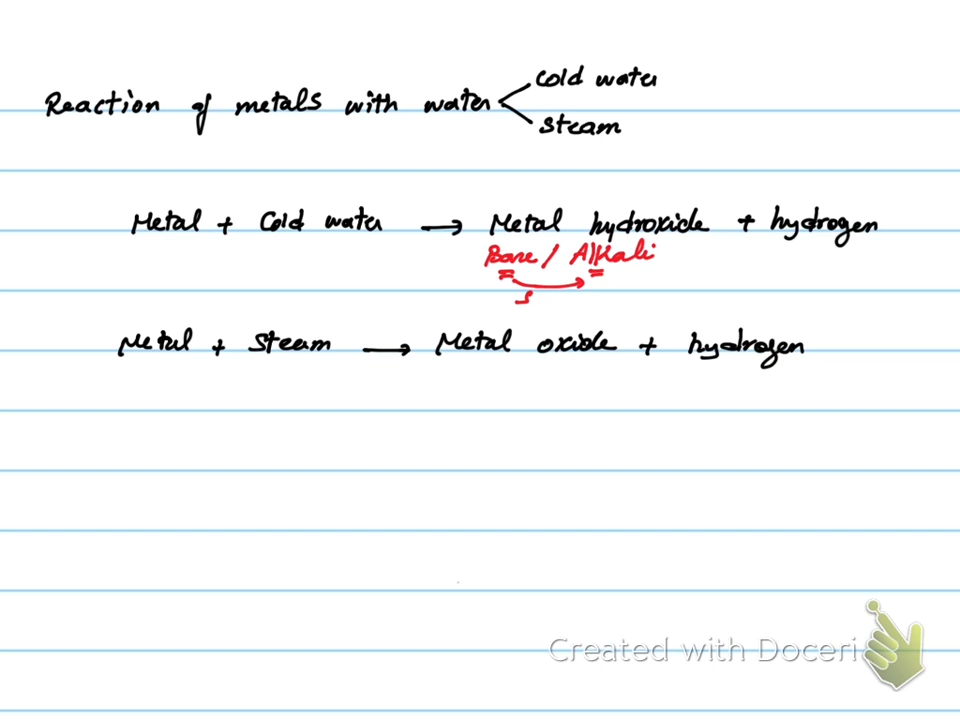 Reaction of metals with water
cold water
steam
Metal + Cold water → Metal hydroxide + hydrogen
Base / Alkali
s
Metal + Steam → Metal oxide + hydrogen
Created with Doceri